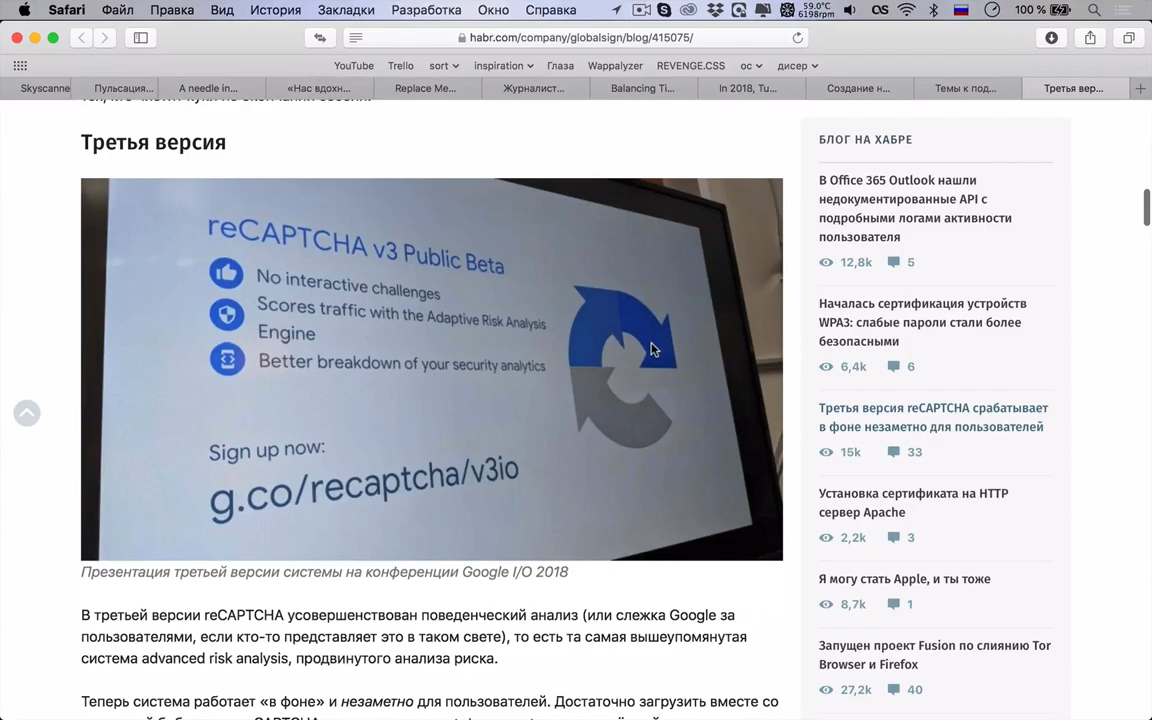 Safari Файл Правка Вид История Закладки Разработка Окно Справка 59.0°C 6198rpm 100 %
habr.com/company/globalsign/blog/415075/
YouTube Trello sort inspiration Глаза Wappalyzer REVENGE.CSS ос дисер
Skyscanne Пульсация... A needle in... «Нас вдохн... Replace Me... Журналист... Balancing Ti... In 2018, Tu... Создание н... Темы к под... Третья вер...
Третья версия
reCAPTCHA v3 Public Beta
No interactive challenges
Scores traffic with the Adaptive Risk Analysis
Engine
Better breakdown of your security analytics
Sign up now:
g.co/recaptcha/v3io
Презентация третьей версии системы на конференции Google I/O 2018
В третьей версии reCAPTCHA усовершенствован поведенческий анализ (или слежка Google за
пользователями, если кто-то представляет это в таком свете), то есть та самая вышеупомянутая
система advanced risk analysis, продвинутого анализа риска.
Теперь система работает «в фоне» и незаметно для пользователей. Достаточно загрузить вместе со
БЛОГ НА ХАБРЕ
В Office 365 Outlook нашли
недокументированные API с
подробными логами активности
пользователя
12,8k 5
Началась сертификация устройств
WPA3: слабые пароли стали более
безопасными
6,4k 6
Третья версия reCAPTCHA срабатывает
в фоне незаметно для пользователей
15k 33
Установка сертификата на HTTP
сервер Apache
2,2k 3
Я могу стать Apple, и ты тоже
8,7k 1
Запущен проект Fusion по слиянию Tor
Browser и Firefox
27,2k 40